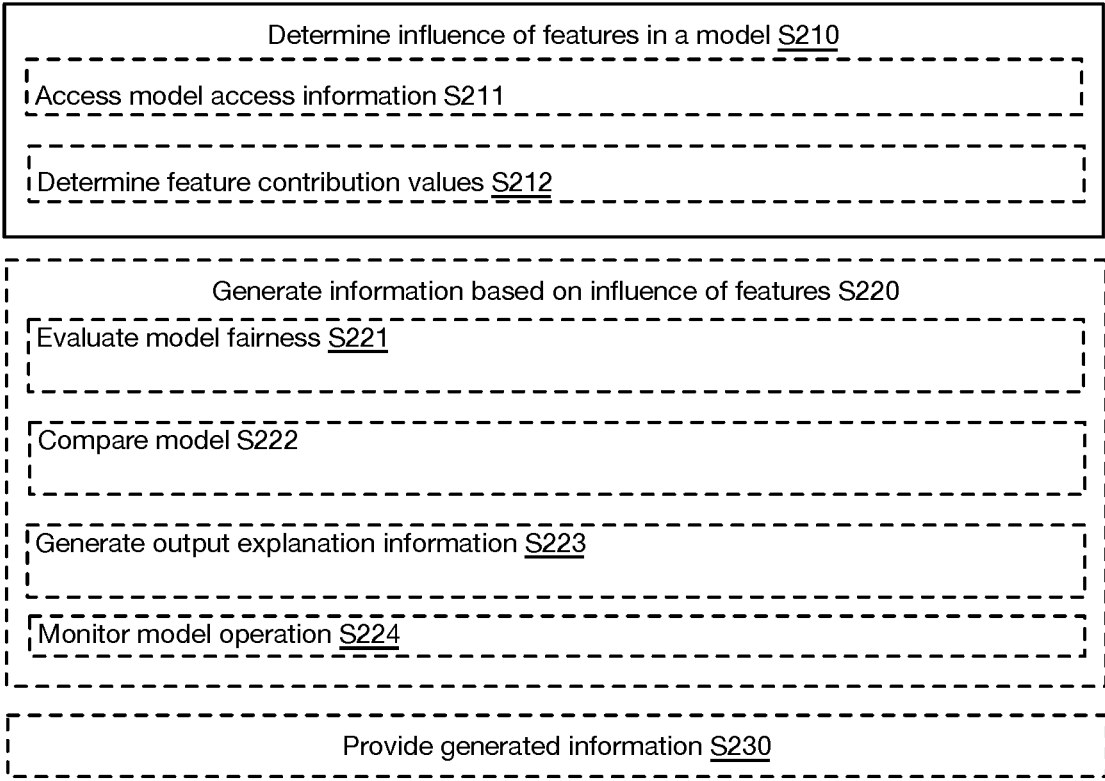 Determine influence of features in a model S210
Access model access information S211
Determine feature contribution values S212
Generate information based on influence of features S220
Evaluate model fairness S221
Compare model S222
Generate output explanation information S223
Monitor model operation S224
Provide generated information S230